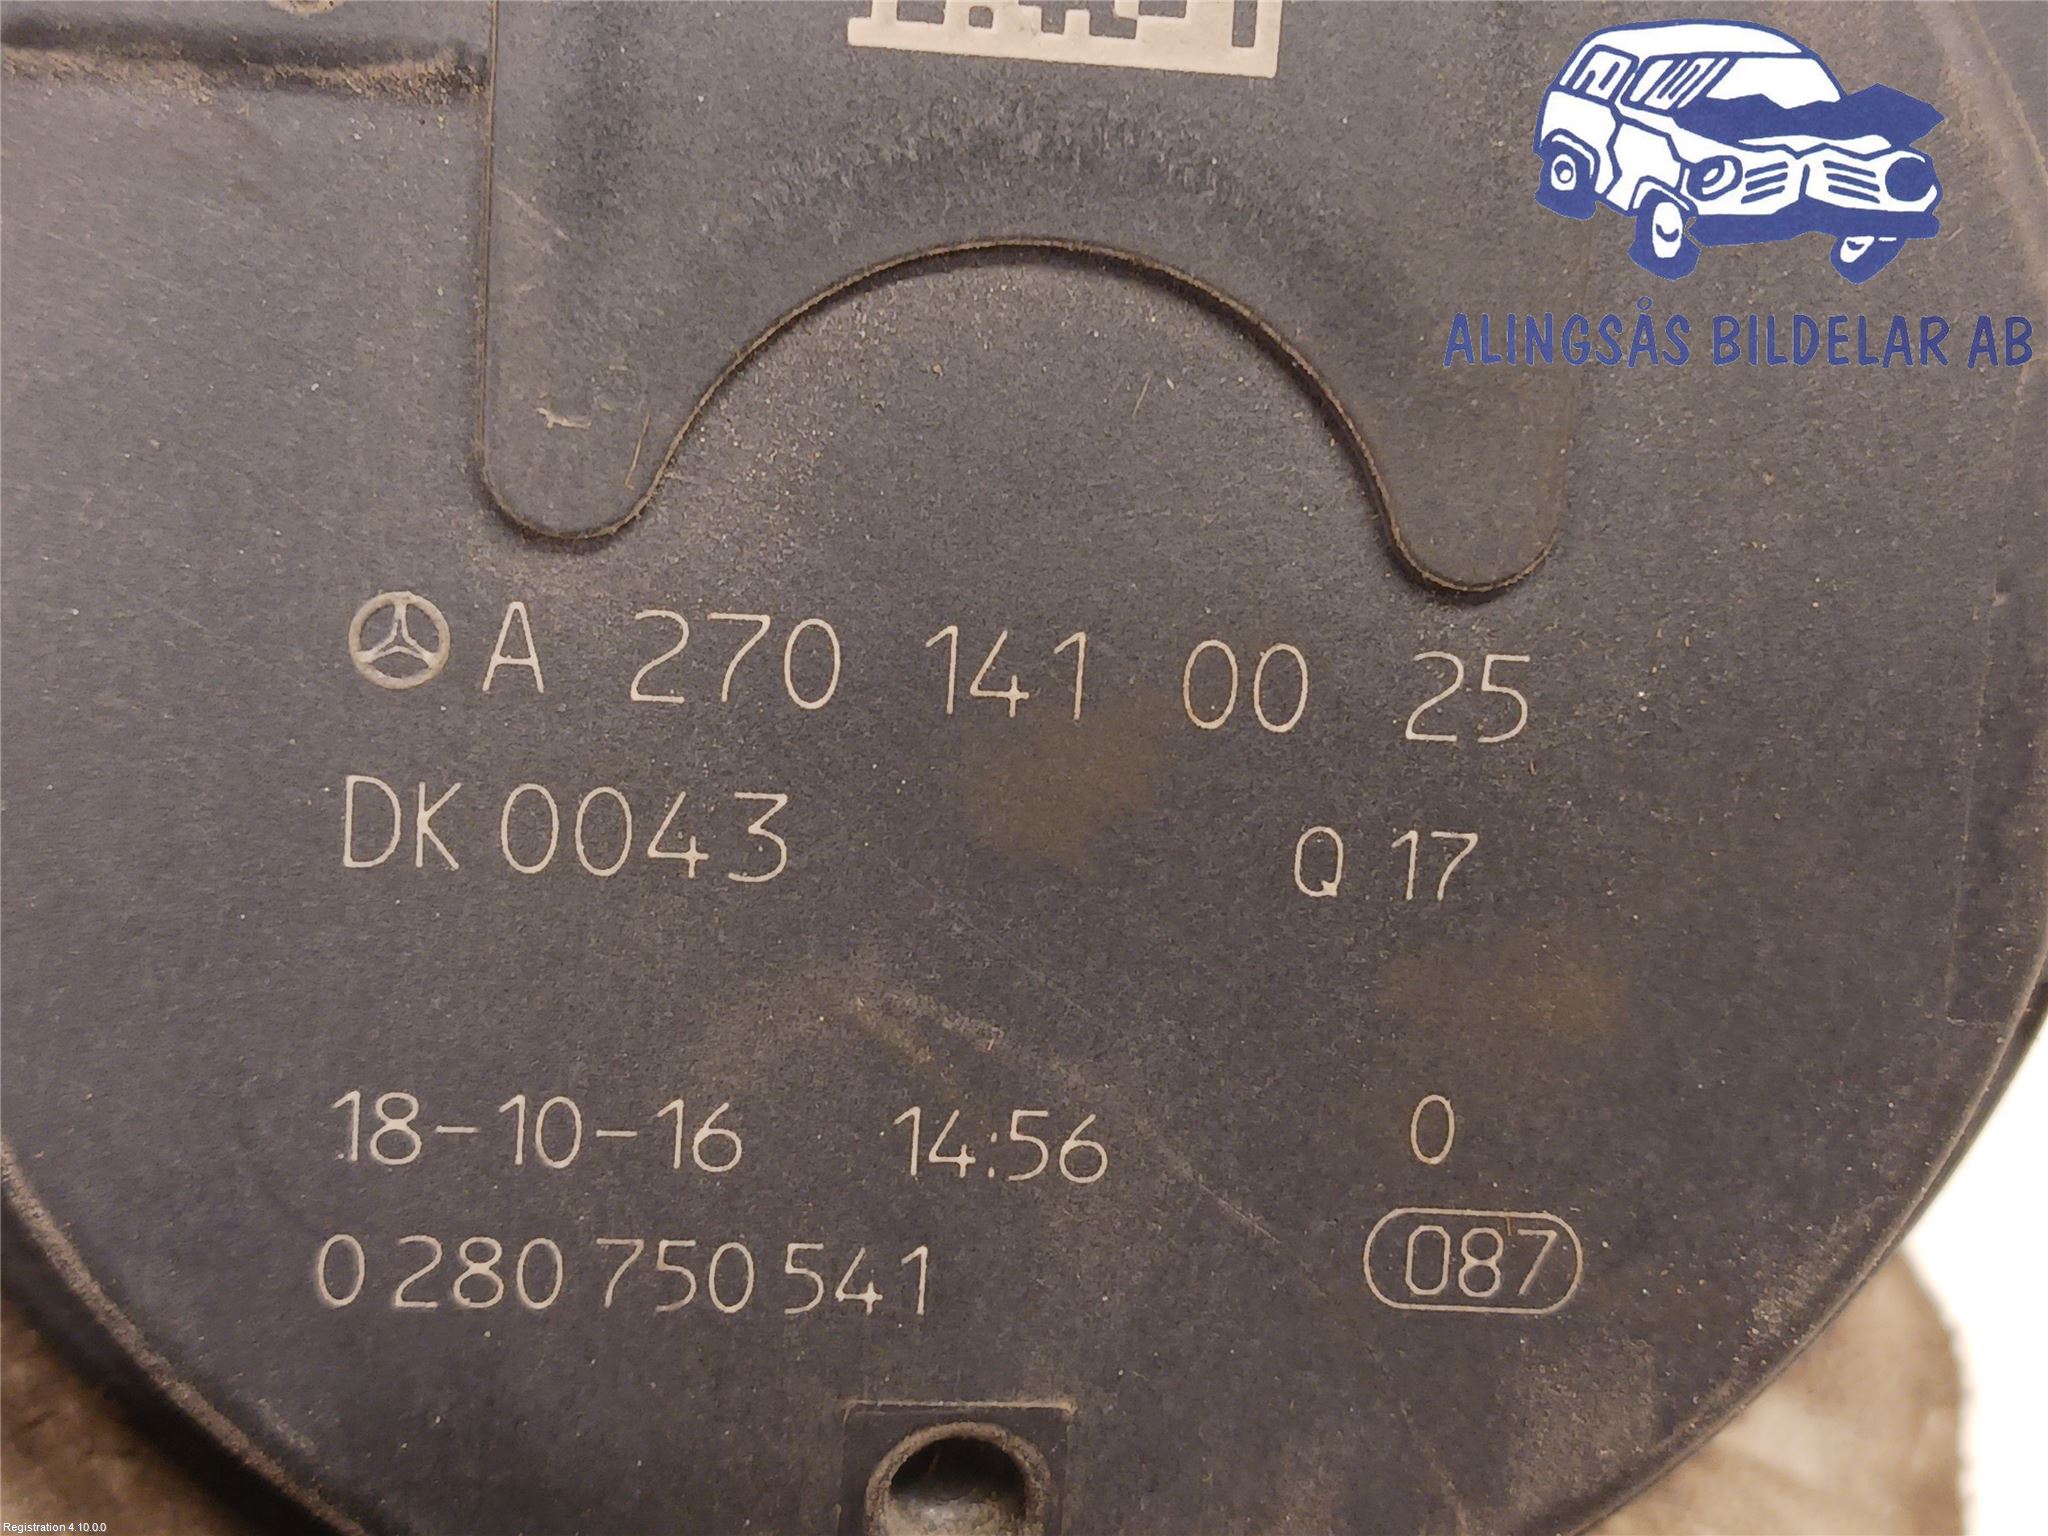 ALINGSÅS BILDELAR AB
A 270 141 00 25
DK 0043 Q 17
18-10-16 14:56 0
0 280 750 541 087
Registration 4.10.0.0